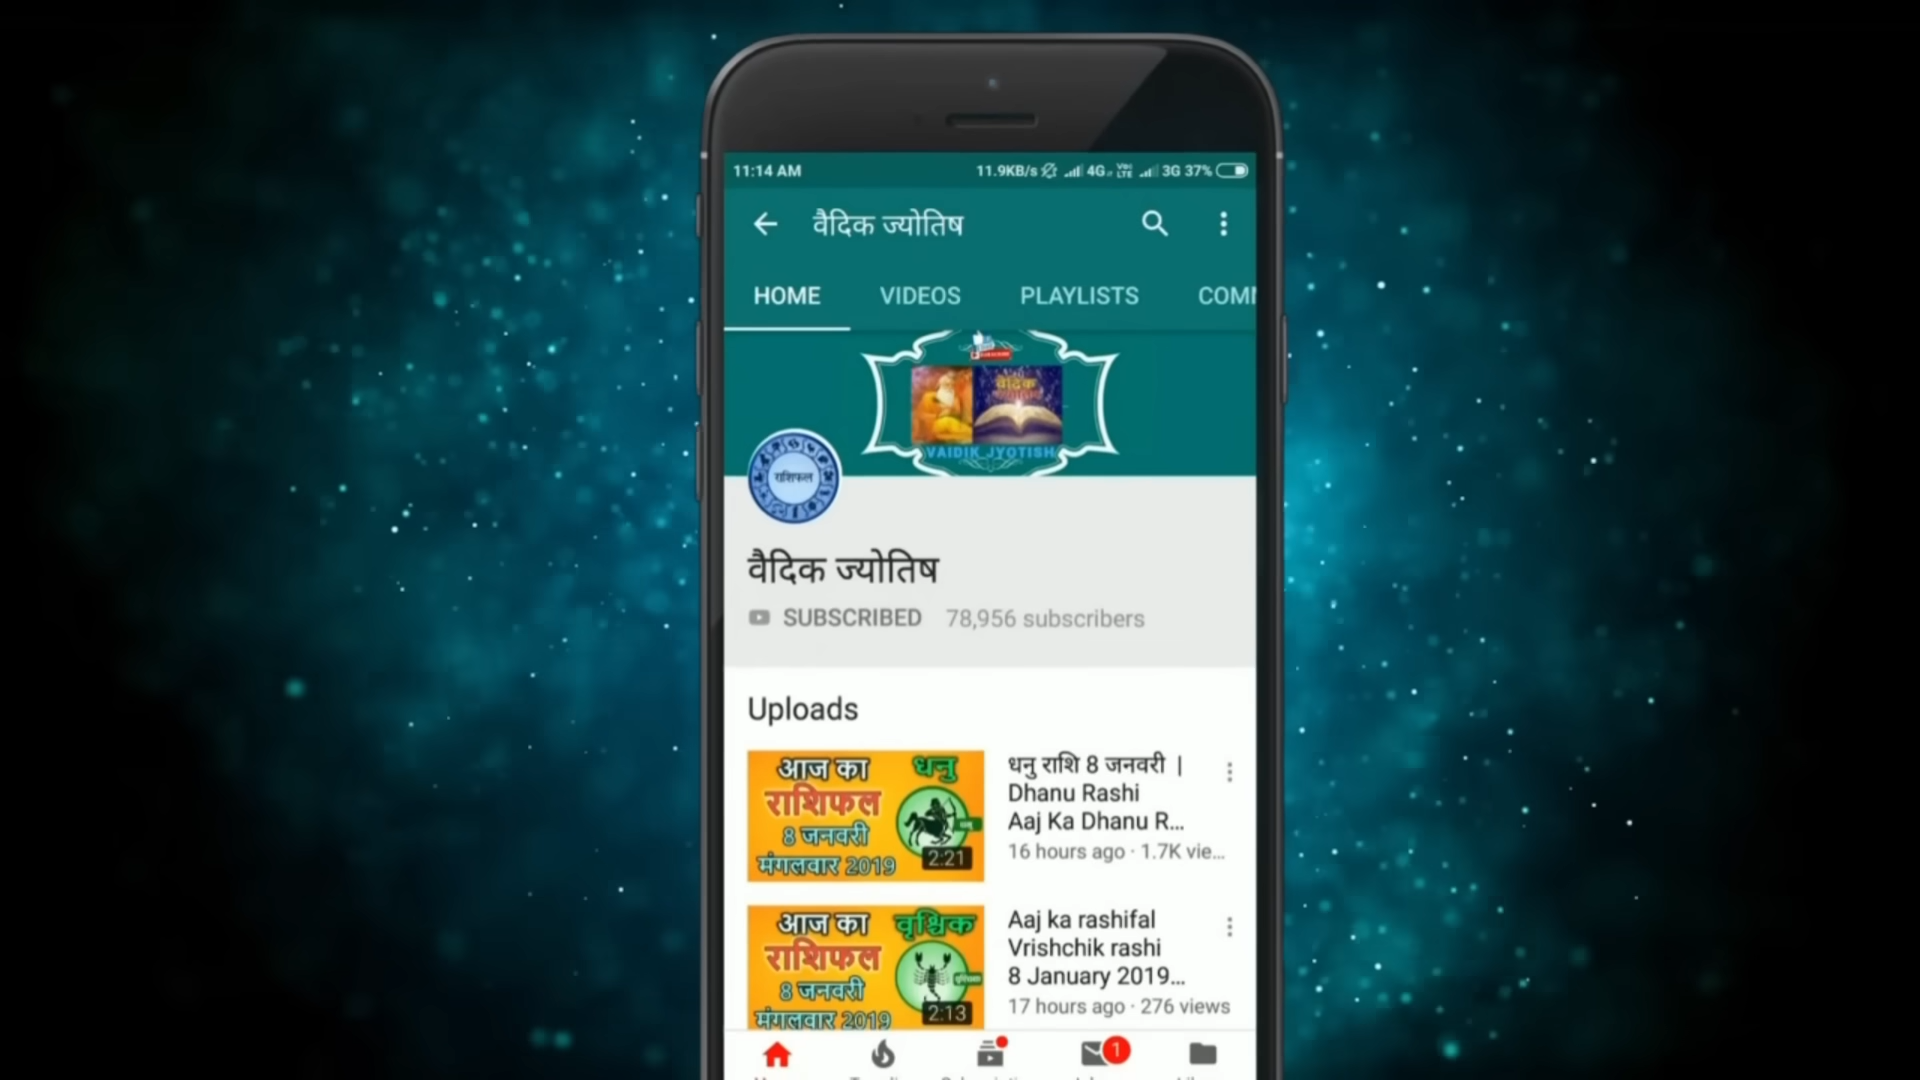 11:14 AM 11.9KB/s 4G VoLTE 3G 37%
वैदिक ज्योतिष
HOME VIDEOS PLAYLISTS COMM
वैदिक
VAIDIK JYOTISH
राशिफल
वैदिक ज्योतिष
SUBSCRIBED 78,956 subscribers
Uploads
आज का धनु
राशिफल
8 जनवरी
मंगलवार 2019
2:21
धनु राशि 8 जनवरी |
Dhanu Rashi
Aaj Ka Dhanu R...
16 hours ago · 1.7K vie...
आज का वृश्चिक
राशिफल
8 जनवरी
मंगलवार 2019
2:13
Aaj ka rashifal
Vrishchik rashi
8 January 2019...
17 hours ago · 276 views
1